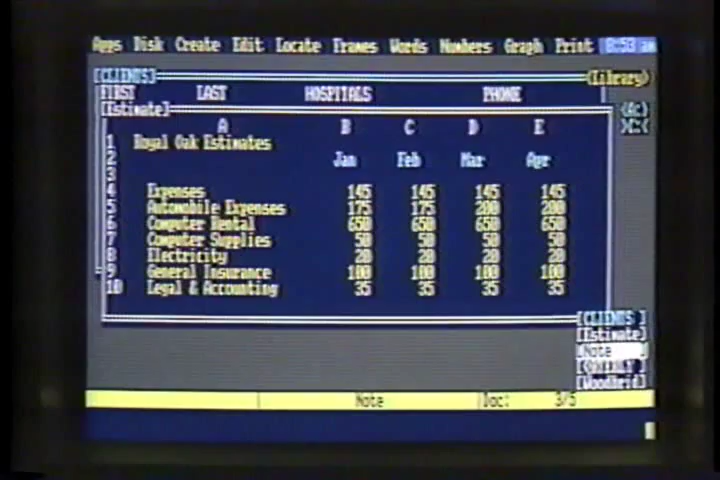 Apps Disk Create Edit Locate Frames Words Numbers Graph Print 8:53 am
[CLIENTS] (Library)
FIRST LAST HOSPITALS PHONE
[Estimate] (A:)
A B C D E )C:(
1 Royal Oak Estimates
2 Jan Feb Mar Apr
3
4 Expenses 145 145 145 145
5 Automobile Expenses 175 175 200 200
6 Computer Rental 650 650 650 650
7 Computer Supplies 50 50 50 50
8 Electricity 20 20 20 20
9 General Insurance 100 100 100 100
10 Legal & Accounting 35 35 35 35
[CLIENTS ]
[Estimate]
[Note ]
[Woodbrid]
Note Doc: 3/5